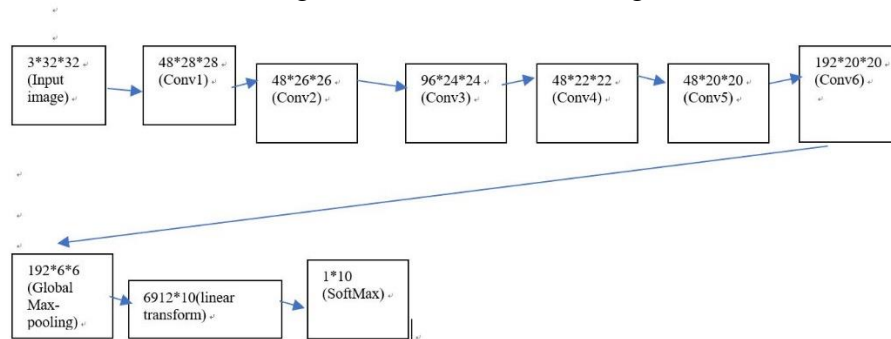 3*32*32
(Input
image)
48*28*28
(Conv1)
48*26*26
(Conv2)
96*24*24
(Conv3)
48*22*22
(Conv4)
48*20*20
(Conv5)
192*20*20
(Conv6)
192*6*6
(Global
Max-
pooling)
6912*10(linear
transform)
1*10
(SoftMax)